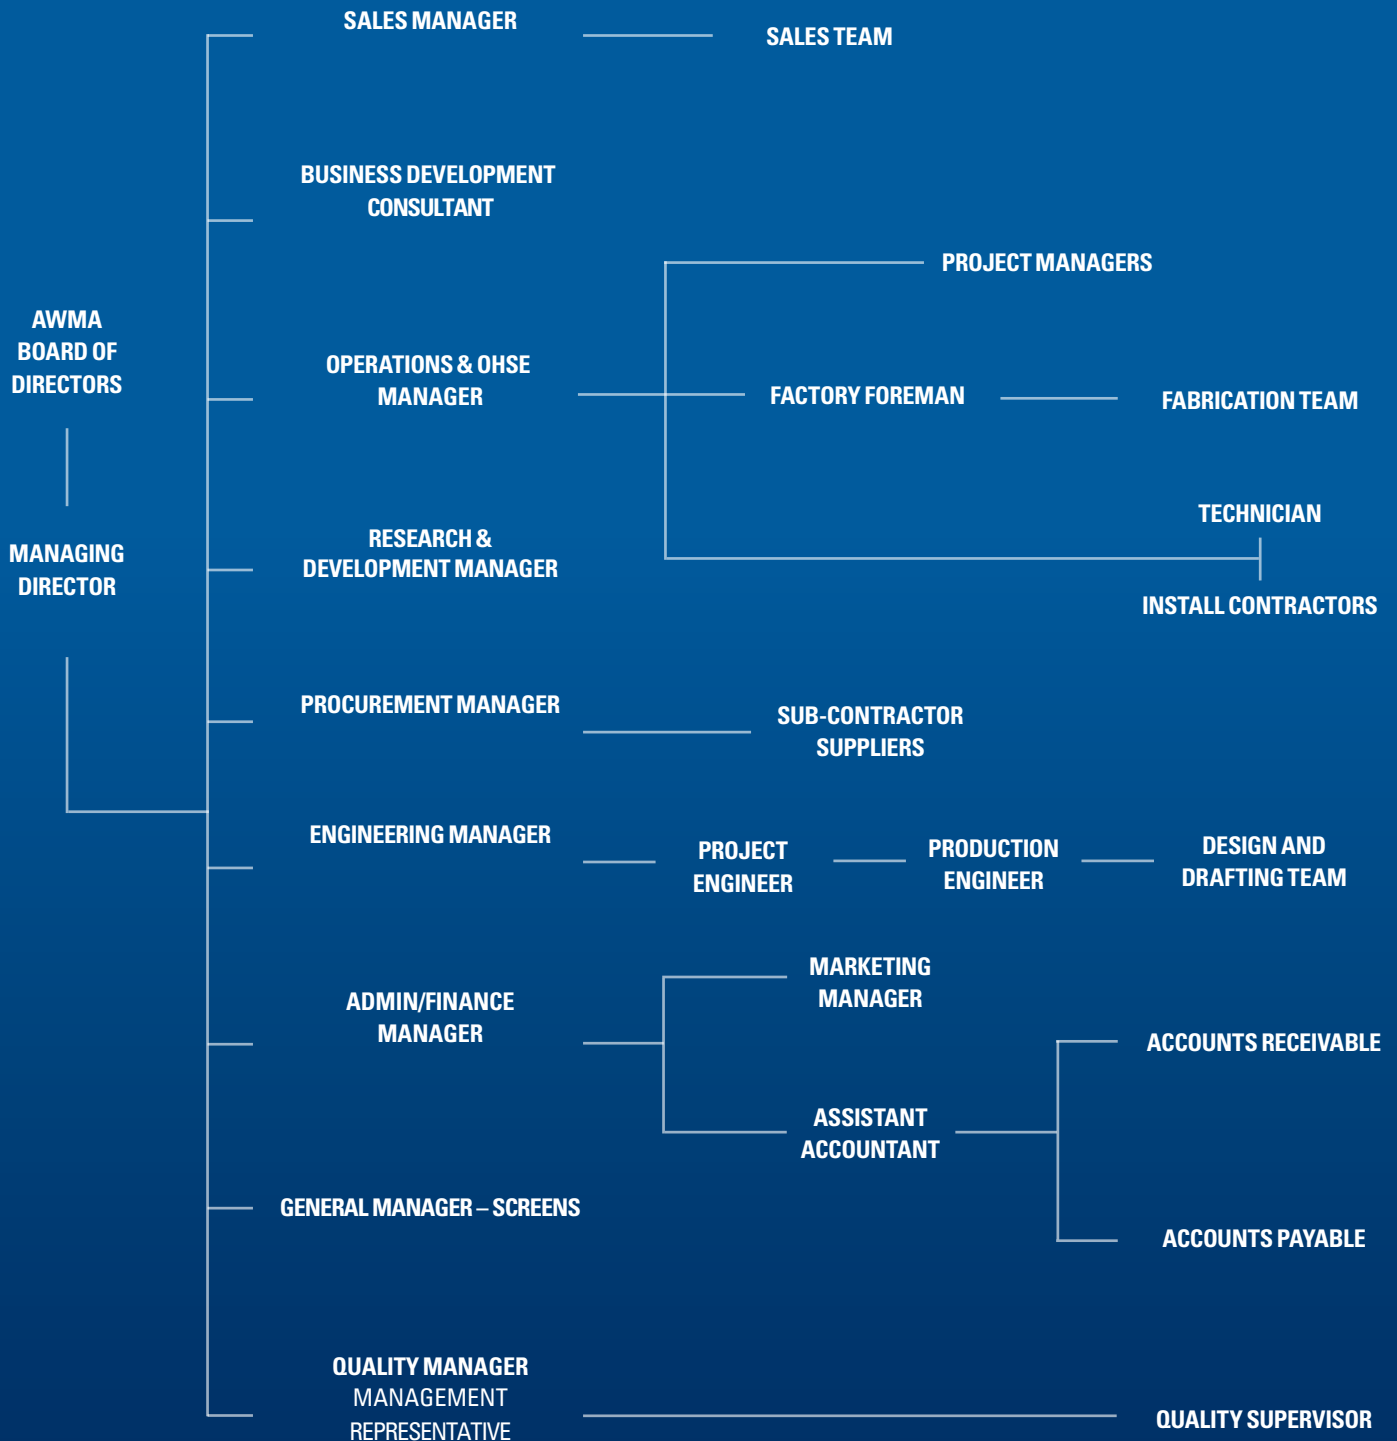 SALES MANAGER
SALES TEAM
BUSINESS DEVELOPMENT
CONSULTANT
PROJECT MANAGERS
AWMA
BOARD OF
DIRECTORS
OPERATIONS & OHSE
MANAGER
FACTORY FOREMAN
FABRICATION TEAM
TECHNICIAN
INSTALL CONTRACTORS
MANAGING
DIRECTOR
RESEARCH &
DEVELOPMENT MANAGER
PROCUREMENT MANAGER
SUB-CONTRACTOR
SUPPLIERS
ENGINEERING MANAGER
PROJECT
ENGINEER
PRODUCTION
ENGINEER
DESIGN AND
DRAFTING TEAM
ADMIN/FINANCE
MANAGER
MARKETING
MANAGER
ASSISTANT
ACCOUNTANT
ACCOUNTS RECEIVABLE
ACCOUNTS PAYABLE
GENERAL MANAGER – SCREENS
QUALITY MANAGER
MANAGEMENT
REPRESENTATIVE
QUALITY SUPERVISOR